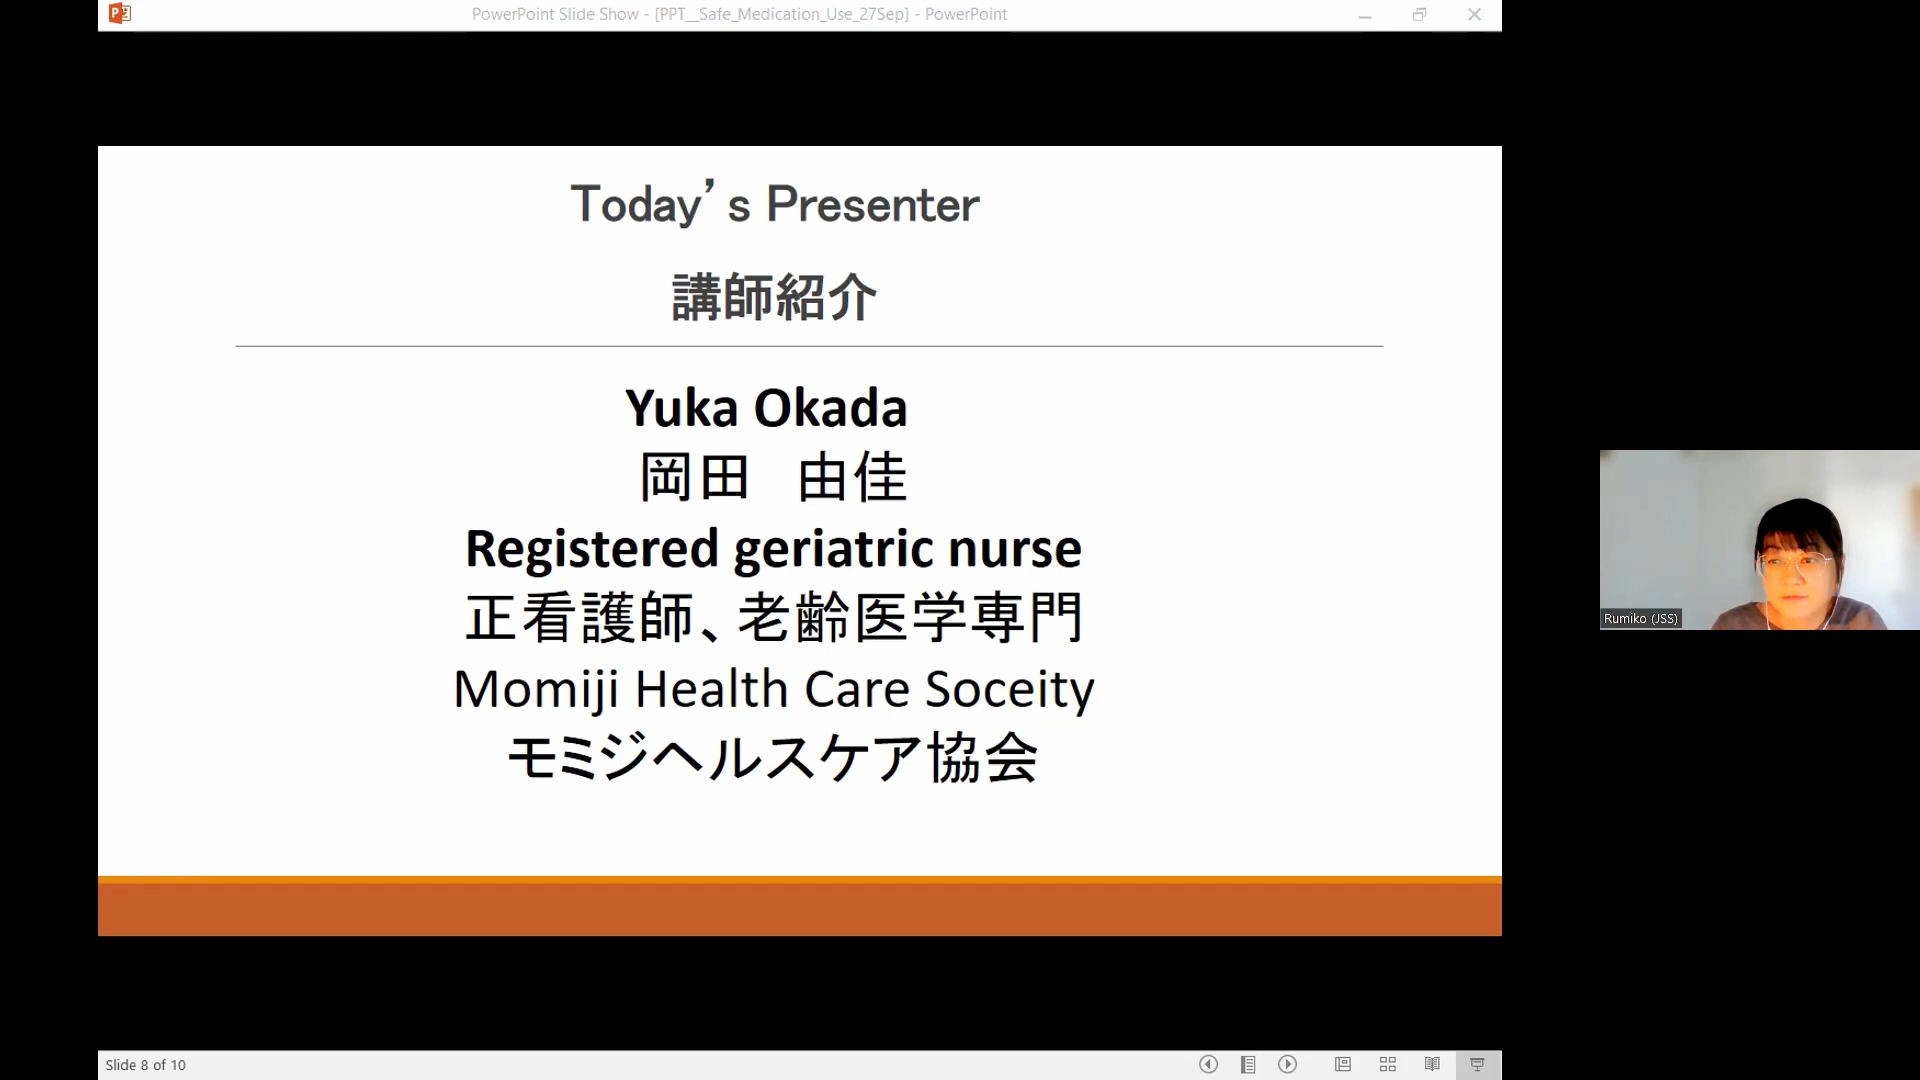 PowerPoint Slide Show - [PPT__Safe_Medication_Use_27Sep] - PowerPoint
Today’s Presenter
講師紹介
Yuka Okada
岡田　由佳
Registered geriatric nurse
正看護師、老齢医学専門
Momiji Health Care Soceity
モミジヘルスケア協会
Rumiko (JSS)
Slide 8 of 10